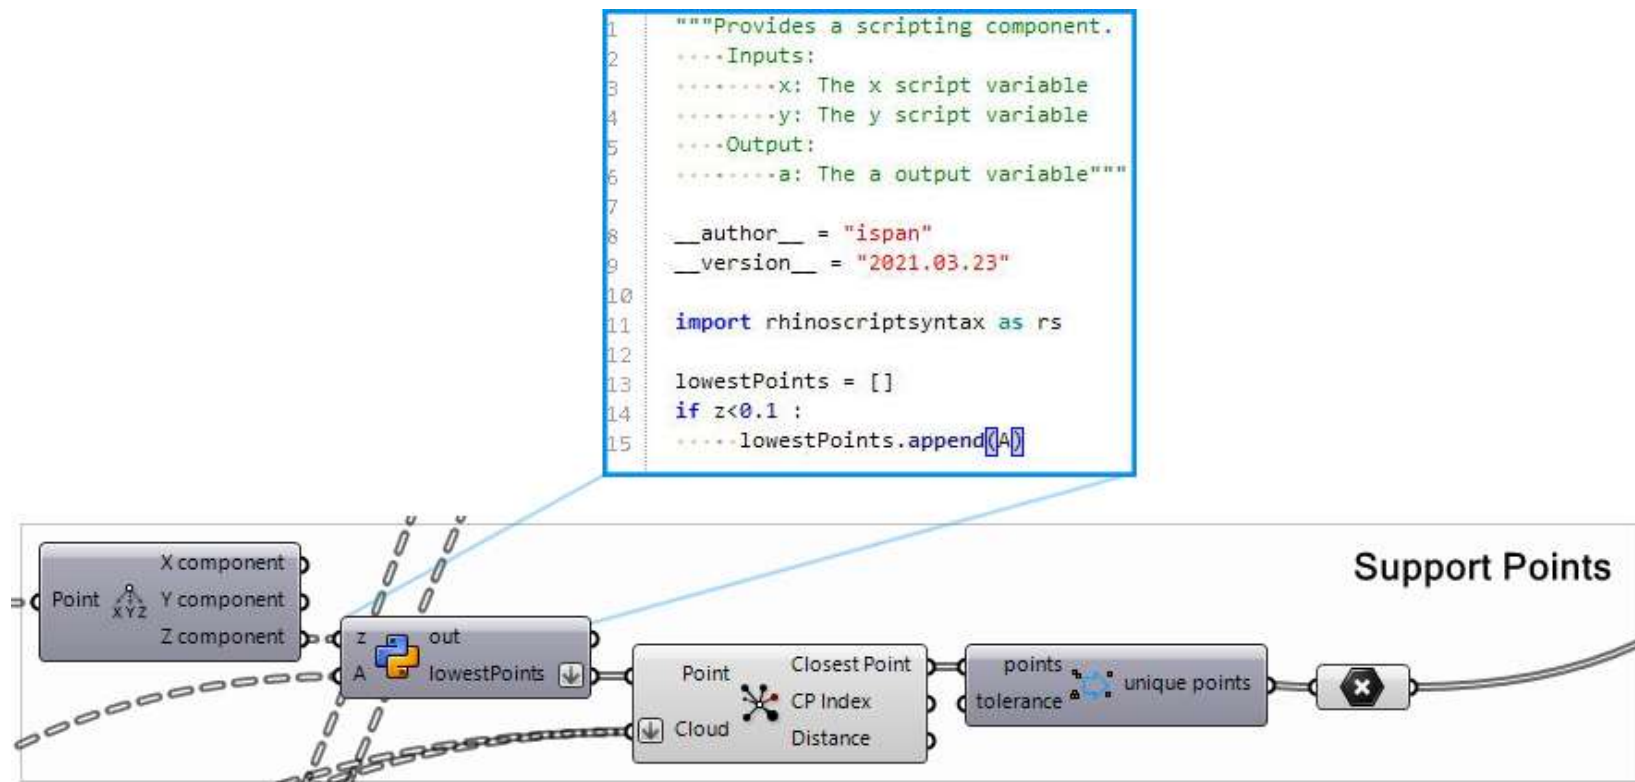 1 """Provides a scripting component.
2 ····Inputs:
3 ········x: The x script variable
4 ········y: The y script variable
5 ····Output:
6 ········a: The a output variable"""
7
8 __author__ = "ispan"
9 __version__ = "2021.03.23"
10
11 import rhinoscriptsyntax as rs
12
13 lowestPoints = []
14 if z<0.1 :
15 ·····lowestPoints.append(A)
Support Points
Point
X Y Z
X component
Y component
Z component
z
A
out
lowestPoints
Point
Cloud
Closest Point
CP Index
Distance
points
tolerance
unique points